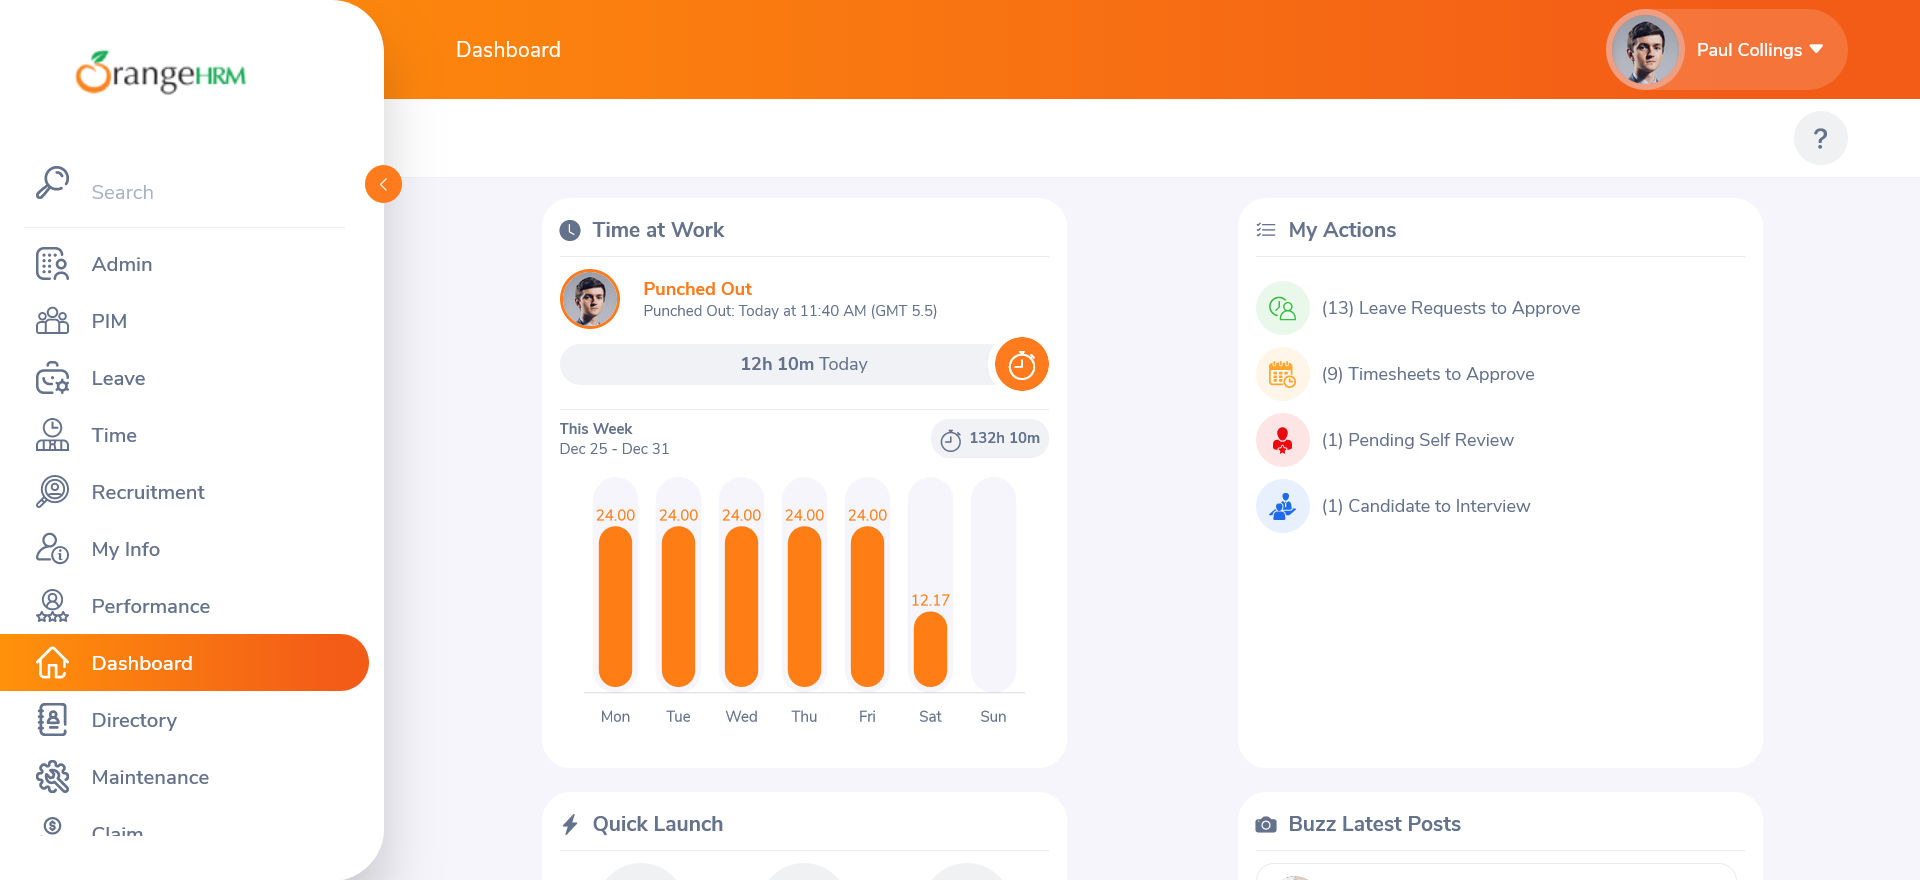 OrangeHRM
Dashboard
Paul Collings
?
Search
Admin
PIM
Leave
Time
Recruitment
My Info
Performance
Dashboard
Directory
Maintenance
Claim
Time at Work
Punched Out
Punched Out: Today at 11:40 AM (GMT 5.5)
12h 10m Today
This Week
Dec 25 - Dec 31
132h 10m
24.00 24.00 24.00 24.00 24.00
12.17
Mon Tue Wed Thu Fri Sat Sun
My Actions
(13) Leave Requests to Approve
(9) Timesheets to Approve
(1) Pending Self Review
(1) Candidate to Interview
Quick Launch
Buzz Latest Posts